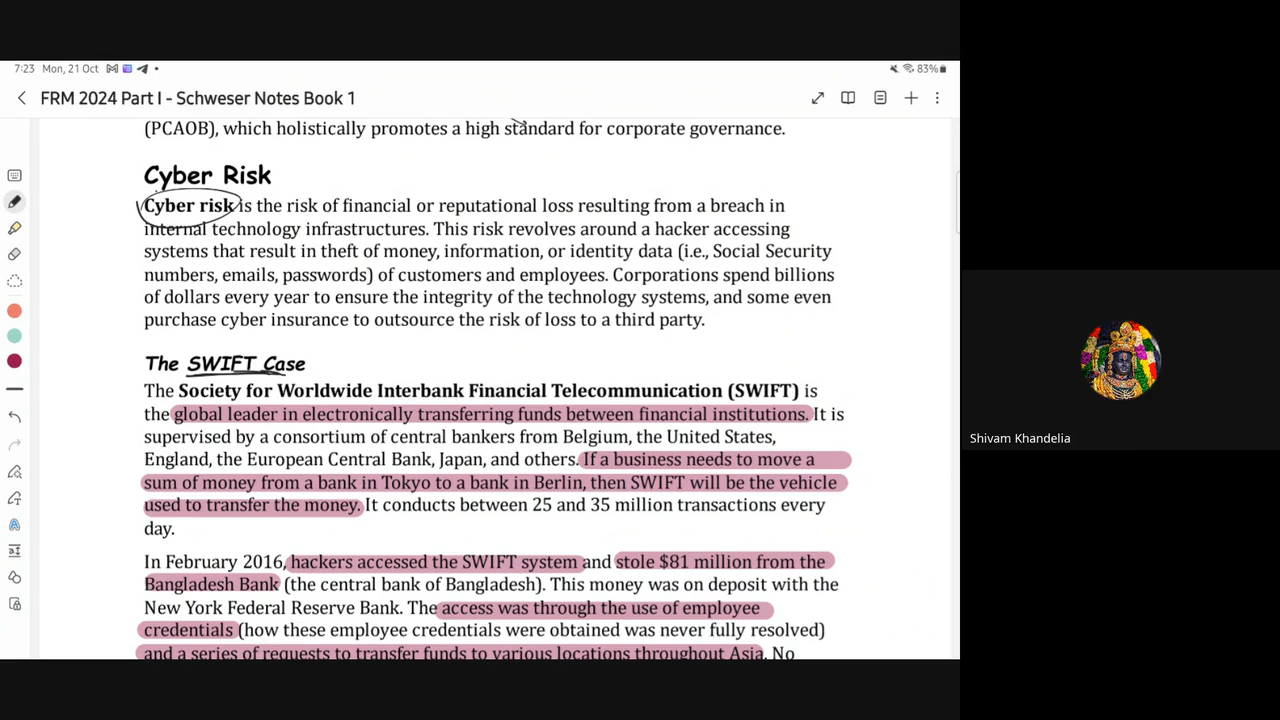 7:23 Mon, 21 Oct
83%
FRM 2024 Part I - Schweser Notes Book 1
(PCAOB), which holistically promotes a high standard for corporate governance.
Cyber Risk
Cyber risk is the risk of financial or reputational loss resulting from a breach in
internal technology infrastructures. This risk revolves around a hacker accessing
systems that result in theft of money, information, or identity data (i.e., Social Security
numbers, emails, passwords) of customers and employees. Corporations spend billions
of dollars every year to ensure the integrity of the technology systems, and some even
purchase cyber insurance to outsource the risk of loss to a third party.
The SWIFT Case
The Society for Worldwide Interbank Financial Telecommunication (SWIFT) is
the global leader in electronically transferring funds between financial institutions. It is
supervised by a consortium of central bankers from Belgium, the United States,
England, the European Central Bank, Japan, and others. If a business needs to move a
sum of money from a bank in Tokyo to a bank in Berlin, then SWIFT will be the vehicle
used to transfer the money. It conducts between 25 and 35 million transactions every
day.
In February 2016, hackers accessed the SWIFT system and stole $81 million from the
Bangladesh Bank (the central bank of Bangladesh). This money was on deposit with the
New York Federal Reserve Bank. The access was through the use of employee
credentials (how these employee credentials were obtained was never fully resolved)
and a series of requests to transfer funds to various locations throughout Asia. No
Shivam Khandelia